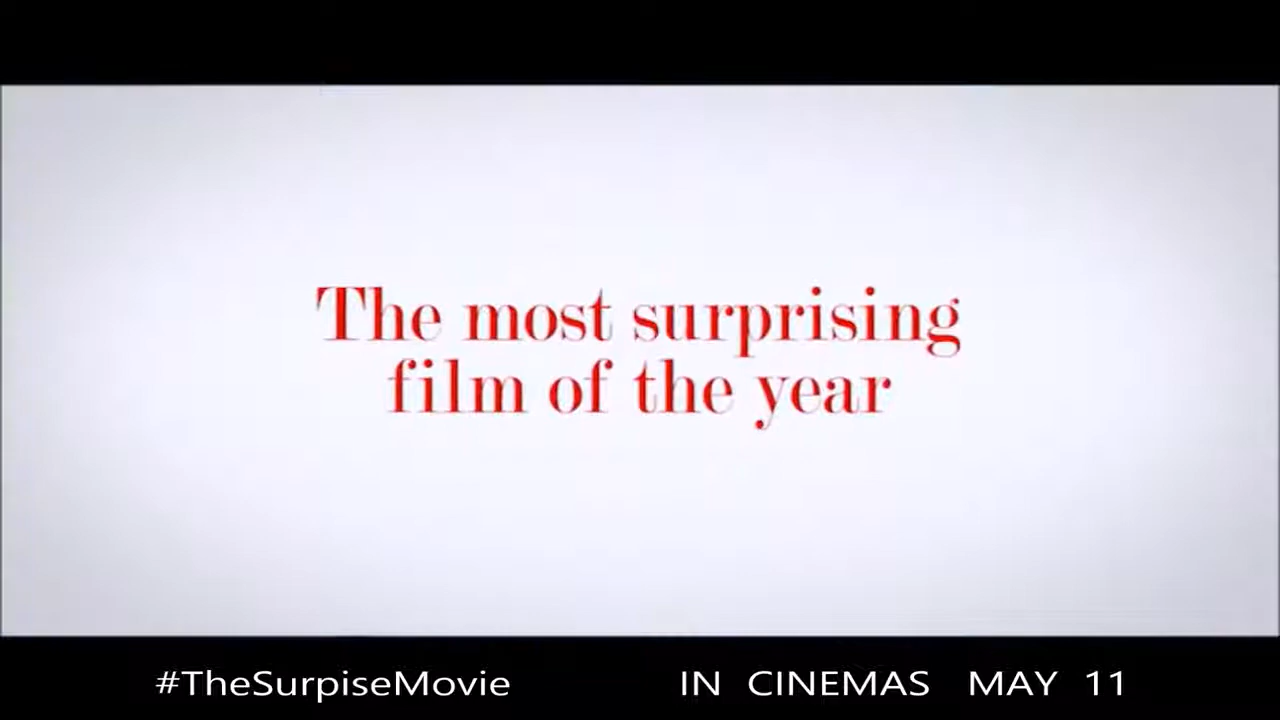 The most surprising
film of the year
#TheSurpiseMovie IN CINEMAS MAY 11